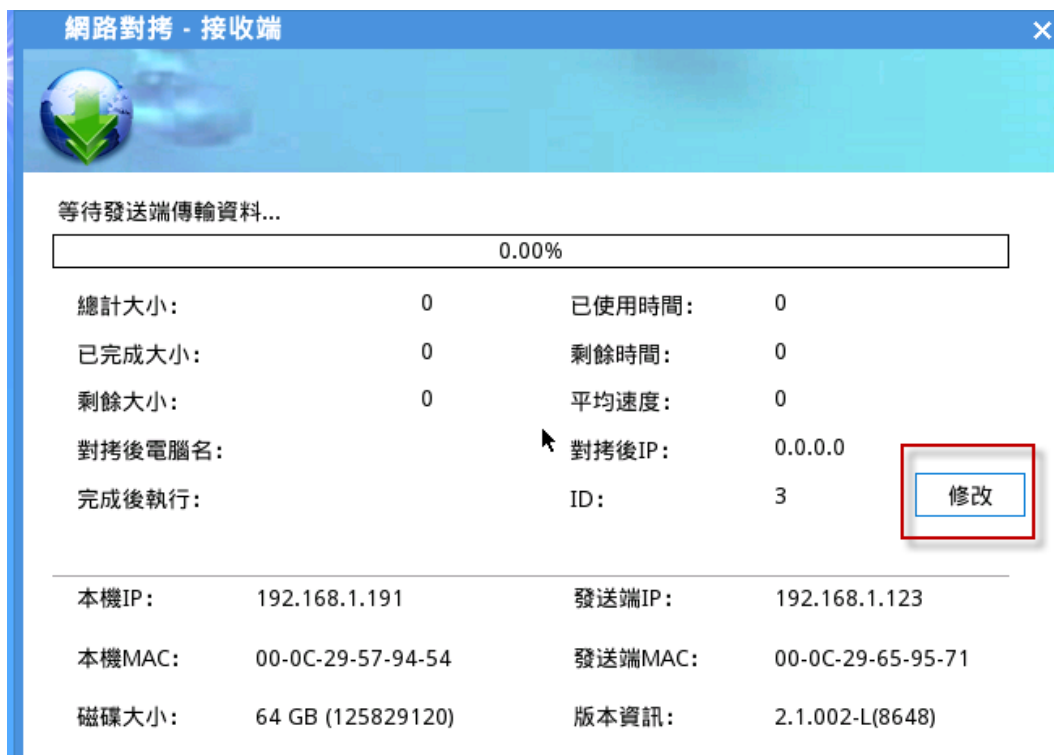 網路對拷 - 接收端
等待發送端傳輸資料...
0.00%
總計大小: 0 已使用時間: 0
已完成大小: 0 剩餘時間: 0
剩餘大小: 0 平均速度: 0
對拷後電腦名: 對拷後IP: 0.0.0.0
完成後執行: ID: 3 修改
本機IP: 192.168.1.191 發送端IP: 192.168.1.123
本機MAC: 00-0C-29-57-94-54 發送端MAC: 00-0C-29-65-95-71
磁碟大小: 64 GB (125829120) 版本資訊: 2.1.002-L(8648)